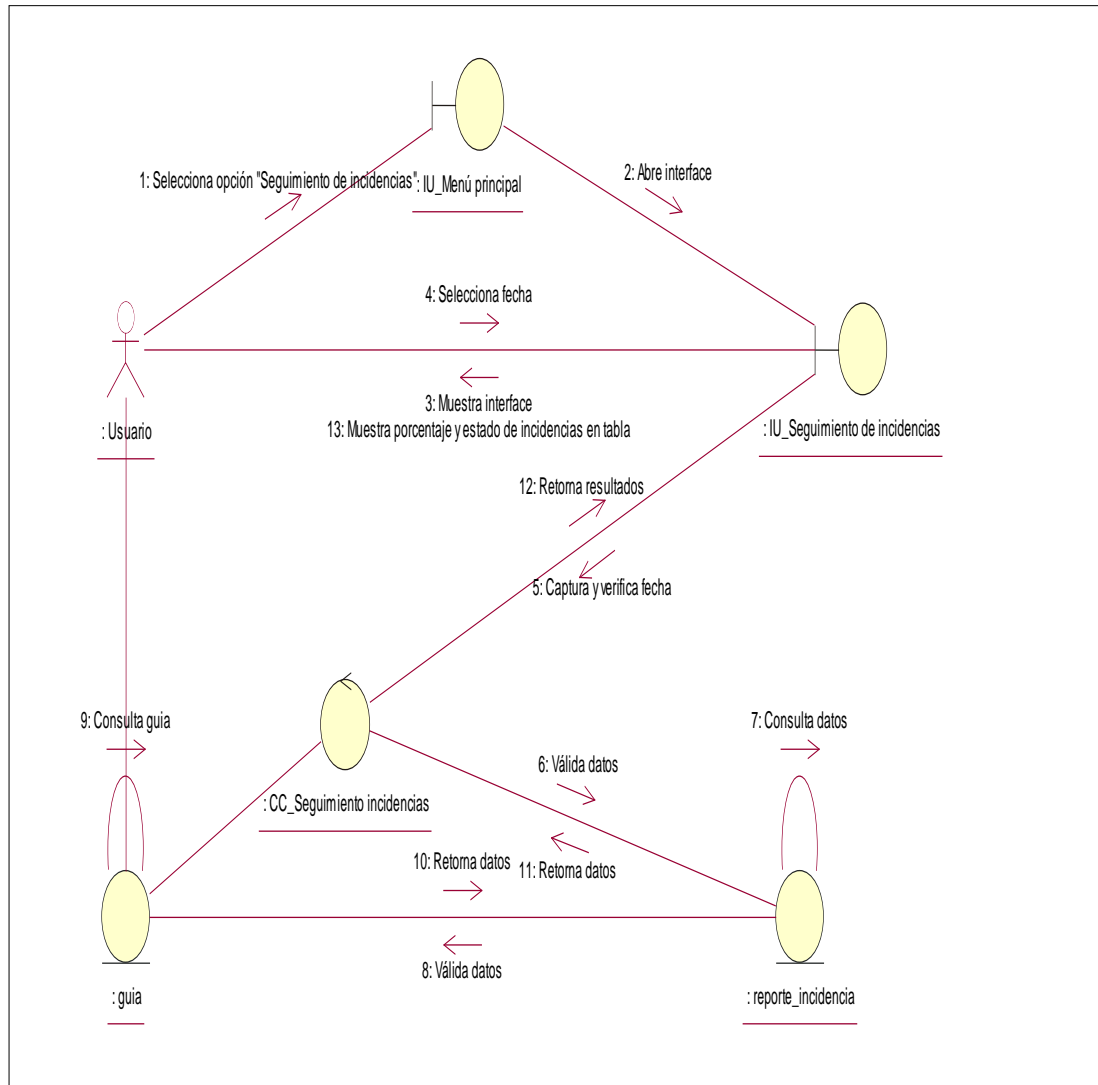 1: Selecciona opción "Seguimiento de incidencias"
: IU_Menú principal
2: Abre interface
4: Selecciona fecha
3: Muestra interface
13: Muestra porcentaje y estado de incidencias en tabla
: Usuario
: IU_Seguimiento de incidencias
12: Retorna resultados
5: Captura y verifica fecha
9: Consulta guia
7: Consulta datos
6: Válida datos
: CC_Seguimiento incidencias
10: Retorna datos
11: Retorna datos
8: Válida datos
: guia
: reporte_incidencia